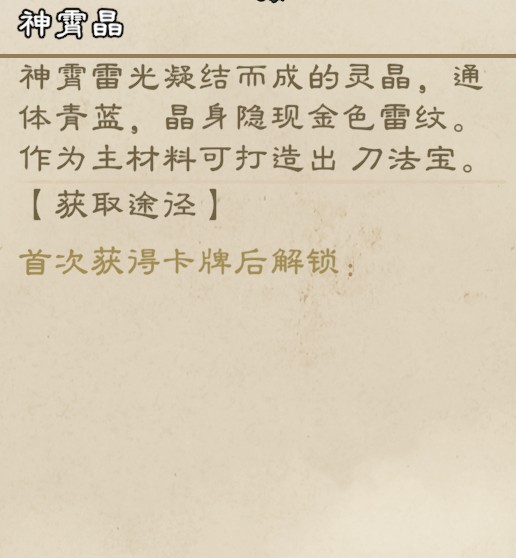 神霄晶
神霄雷光凝结而成的灵晶，通
体青蓝，晶身隐现金色雷纹。
作为主材料可打造出 刀法宝。
【获取途径】
首次获得卡牌后解锁：